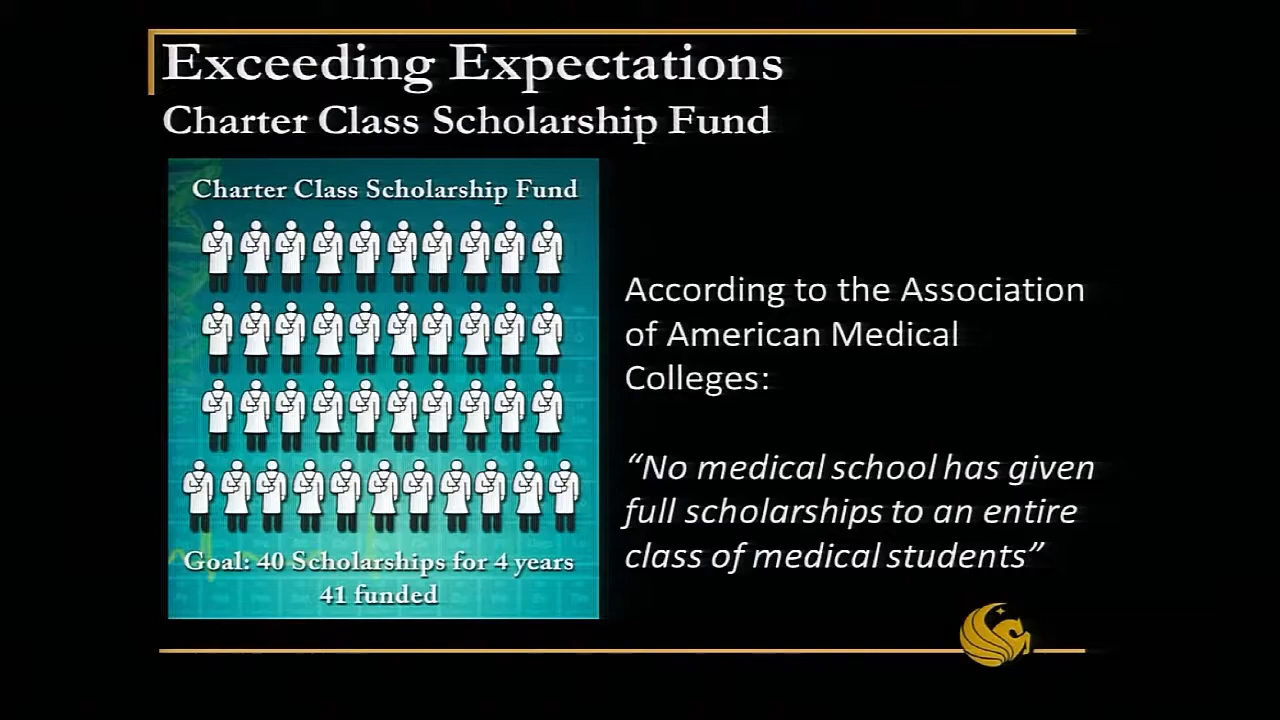 Exceeding Expectations
Charter Class Scholarship Fund
Charter Class Scholarship Fund
Goal: 40 Scholarships for 4 years
41 funded
According to the Association
of American Medical
Colleges:
“No medical school has given
full scholarships to an entire
class of medical students”